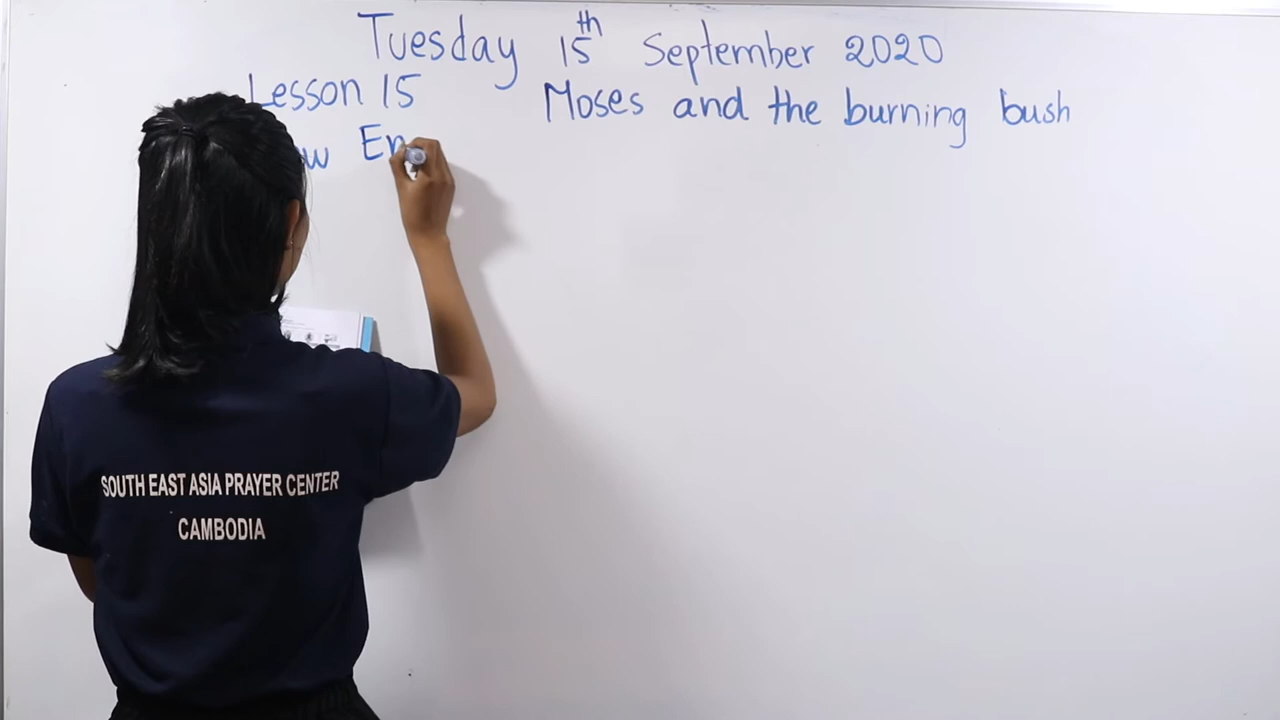 Tuesday 15th September 2020
Lesson 15 Moses and the burning bush
SOUTH EAST ASIA PRAYER CENTER
CAMBODIA